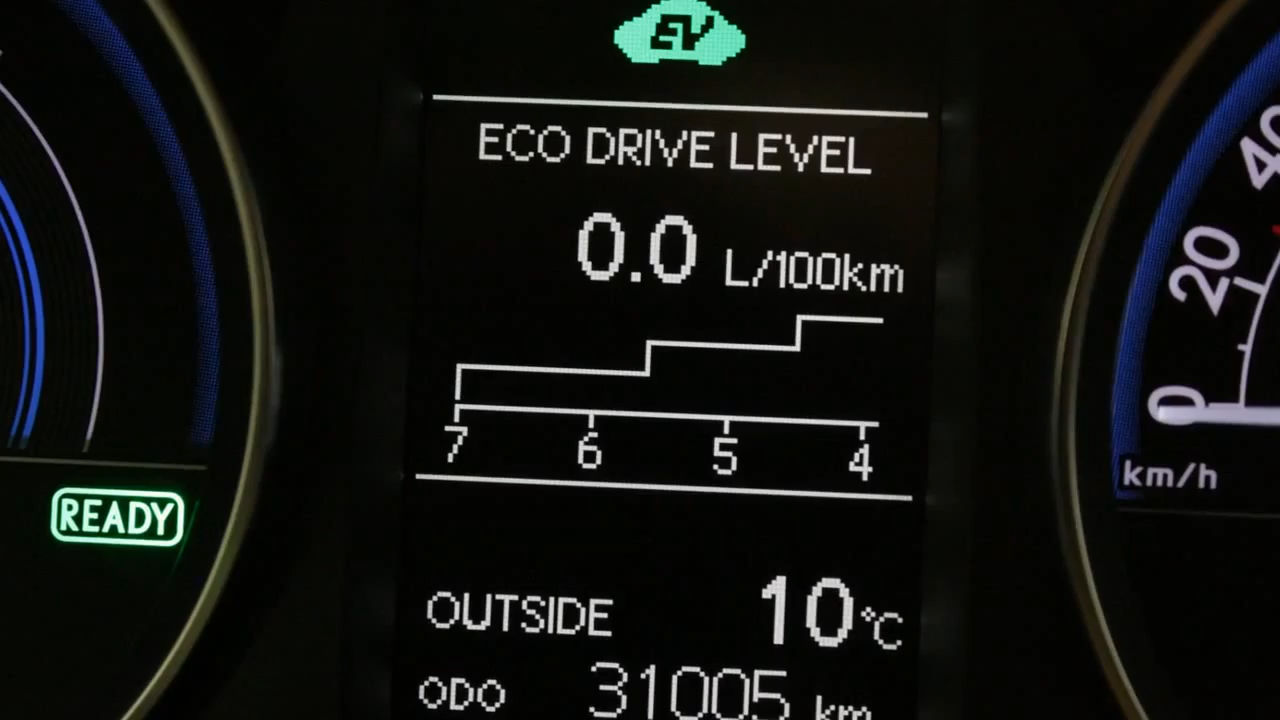 EV
ECO DRIVE LEVEL
0.0 L/100km
7 6 5 4
READY
OUTSIDE 10°C
ODO 31005 km
40
20
0
km/h